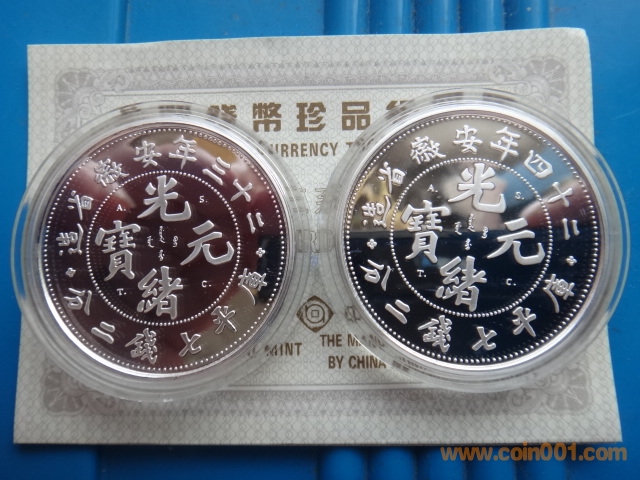 錢幣珍品
URRENCY
二十三年安徽省造
光緒元寶
A. S.
T. C.
庫平七錢二分
二十四年安徽省造
光緒元寶
A. S.
T. C.
庫平七錢二分
MINT THE
BY CHINA
www.coin001.com